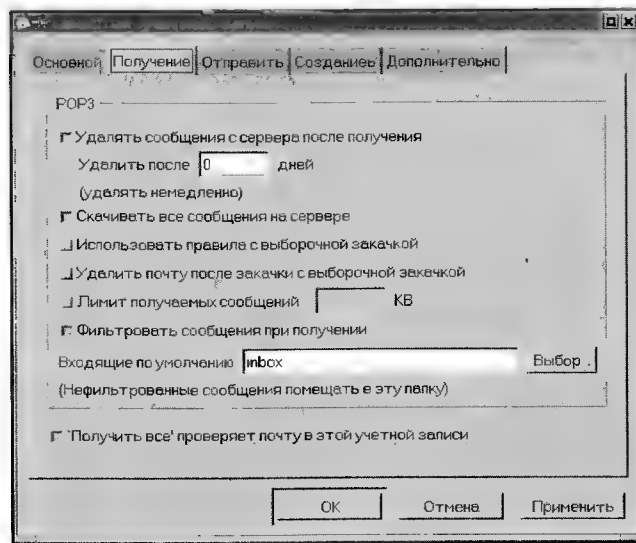 Основной Получение Отправить Созданиеь Дополнительно
POP3
Удалять сообщения с сервера после получения
Удалить после 0 дней
(удалять немедленно)
Скачивать все сообщения на сервере
Использовать правила с выборочной закачкой
Удалить почту после закачки с выборочной закачкой
Лимит получаемых сообщений КВ
Фильтровать сообщения при получении
Входящие по умолчанию inbox Выбор .
(Нефильтрованные сообщения помещать в эту папку)
'Получить все' проверяет почту в этой учетной записи
OK Отмена Применить